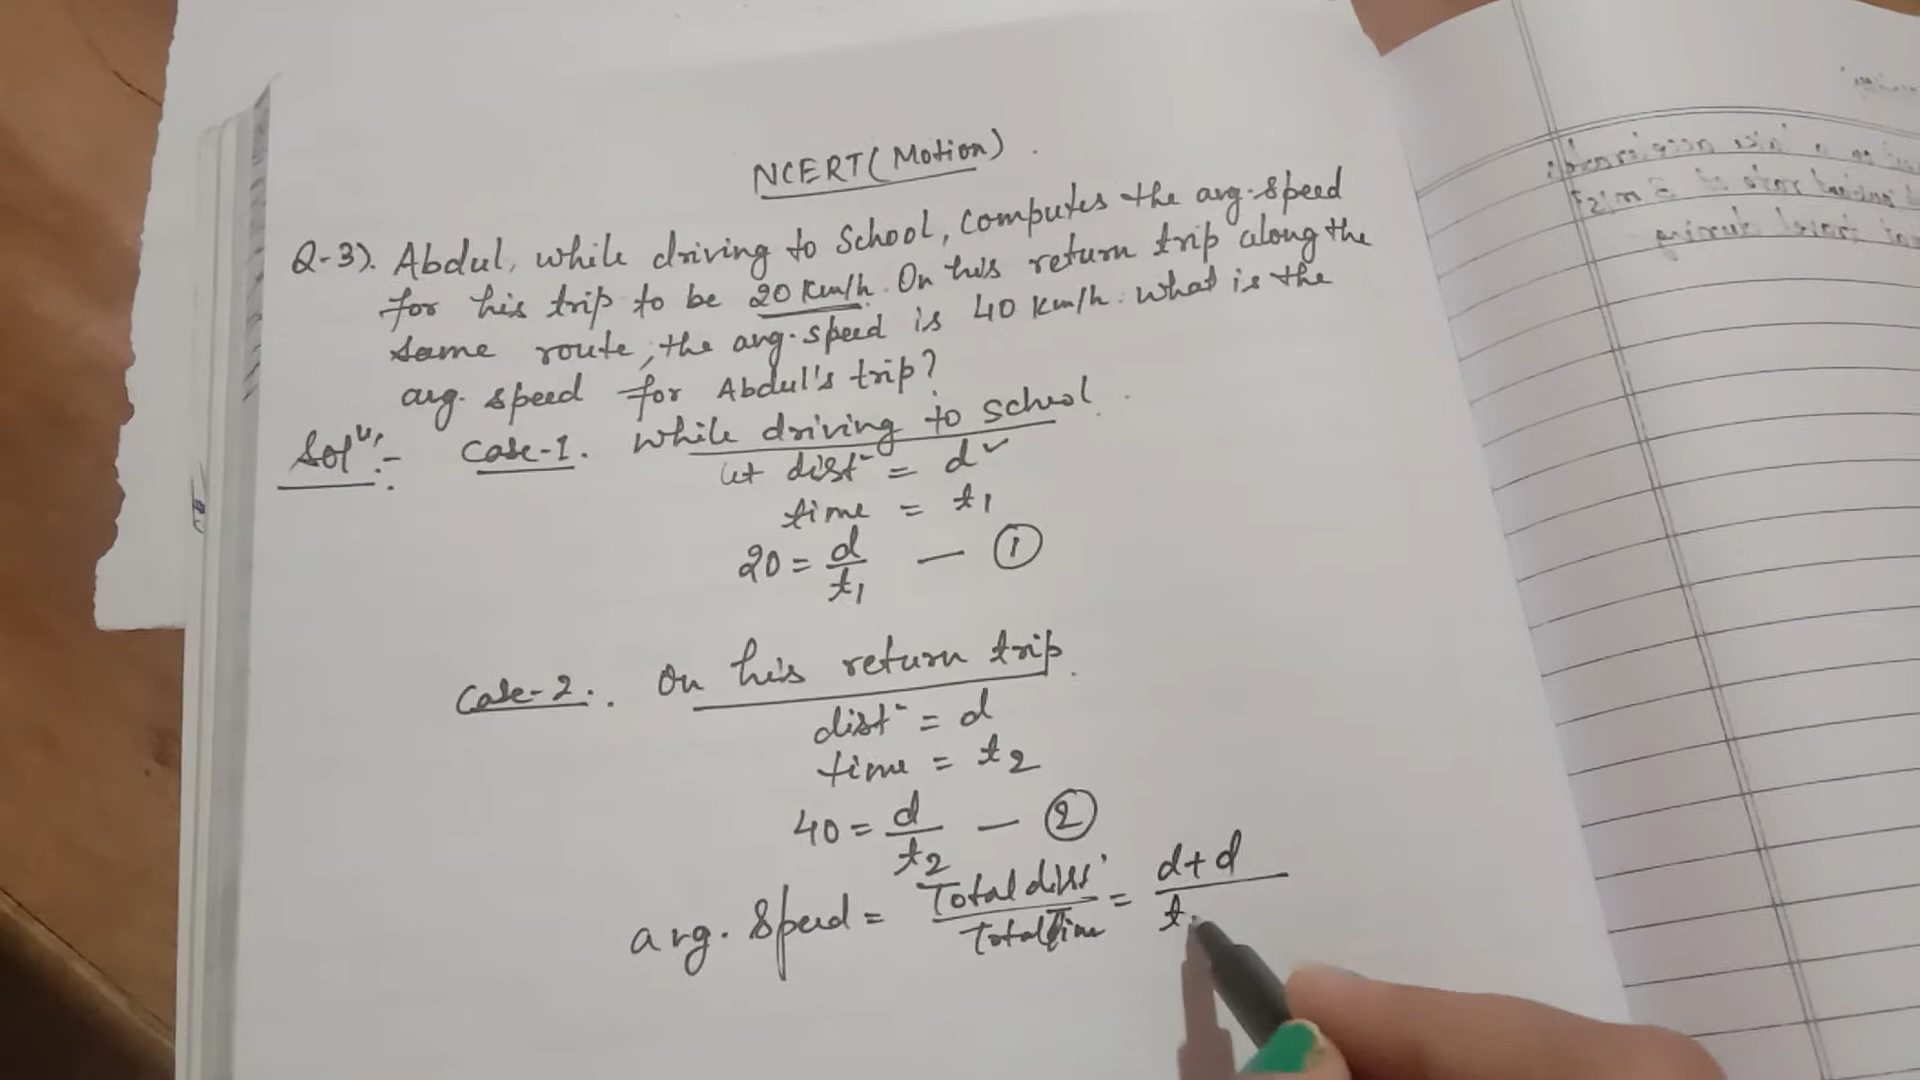 NCERT (Motion).
Q-3). Abdul, while driving to School, Computes the avg. speed
for his trip to be 20 km/h. On his return trip along the
same route, the avg. speed is 40 km/h. what is the
avg. speed for Abdul's trip?
Solⁿ:- Case-1. While driving to school.
let dist = d
time = t₁
20 = d/t₁ — ①
Case-2. On his return trip.
dist = d
time = t₂
40 = d/t₂ — ②
avg. Speed = Total dist/Total Time = d+d/t